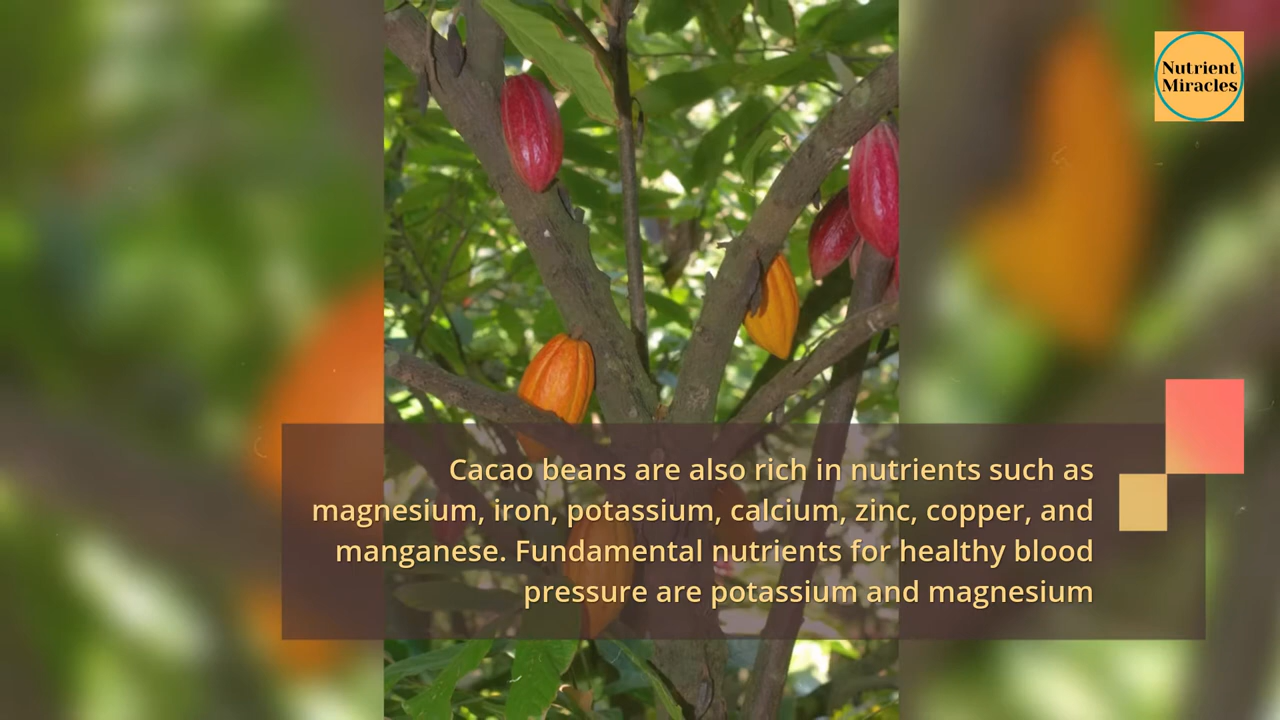 Nutrient
Miracles
Cacao beans are also rich in nutrients such as
magnesium, iron, potassium, calcium, zinc, copper, and
manganese. Fundamental nutrients for healthy blood
pressure are potassium and magnesium